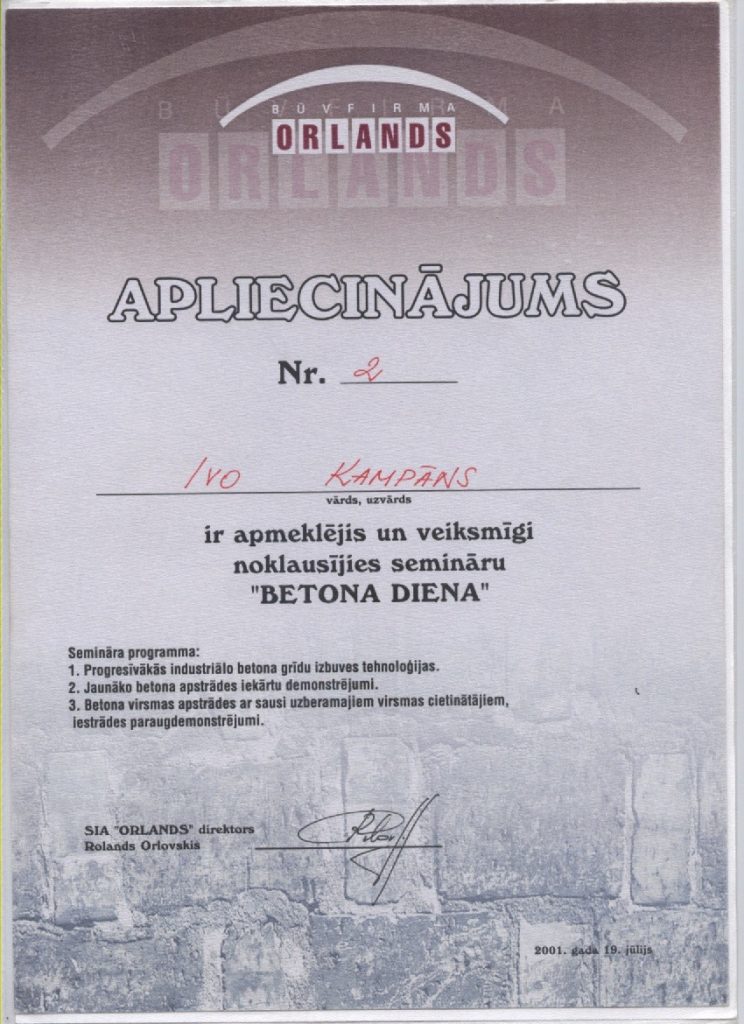 BŪVFIRMA
ORLANDS
APLIECINĀJUMS
Nr. 2
Ivo Kampāns
vārds, uzvārds
ir apmeklējis un veiksmīgi
noklausījies semināru
"BETONA DIENA"
Semināra programma:
1. Progresīvākās industriālo betona grīdu izbuves tehnoloģijas.
2. Jaunāko betona apstrādes iekārtu demonstrējumi.
3. Betona virsmas apstrādes ar sausi uzberamajiem virsmas cietinātājiem,
iestrādes paraugdemonstrējumi.
SIA "ORLANDS" direktors
Rolands Orlovskis
2001. gada 19. jūlijs